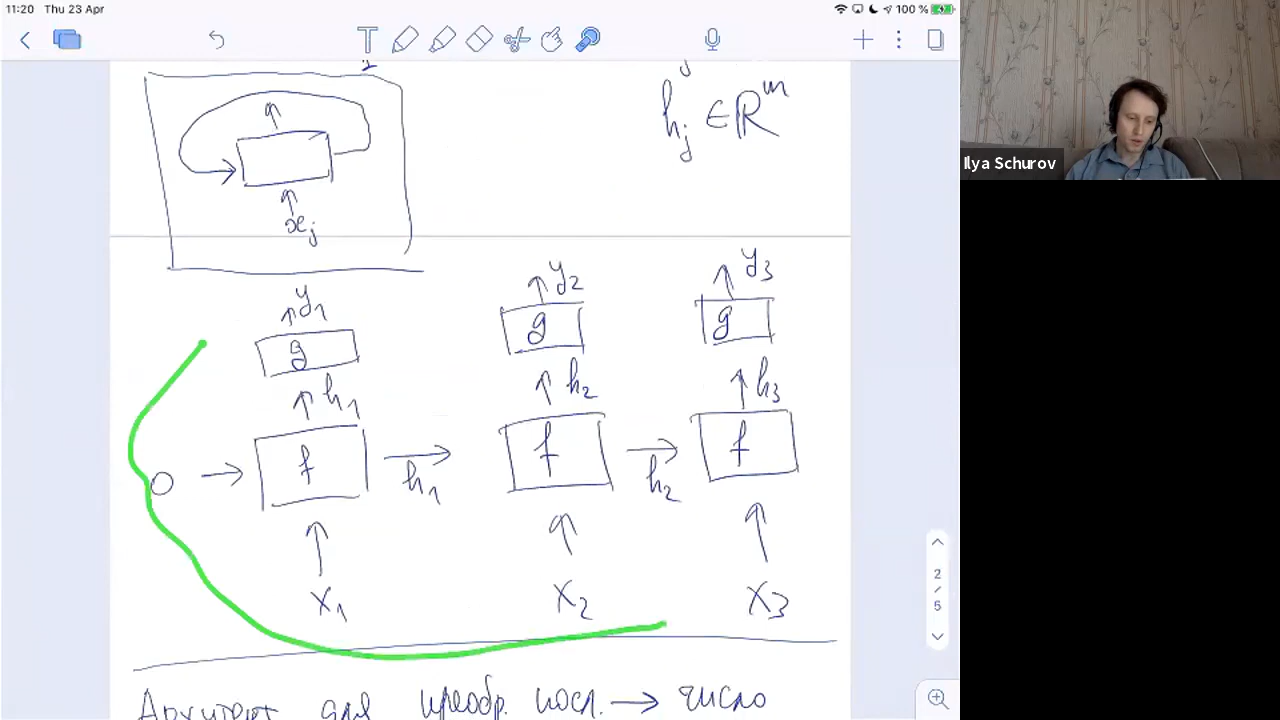 11:20 Thu 23 Apr
100 %
T
h_j ∈ ℝ^m
x_j
y_1 y_2 y_3
g g g
h_1 h_2 h_3
0 → f → h_1 f → h_2 f
x_1 x_2 x_3
Архитект для преобр. посл. → число
2
/
5
Ilya Schurov